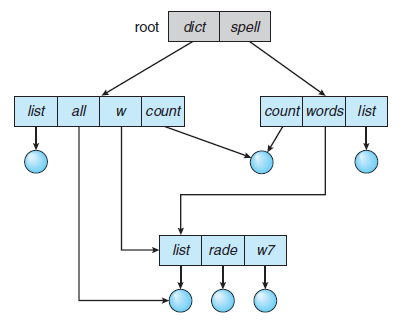 root dict spell
list all w count count words list
list rade w7